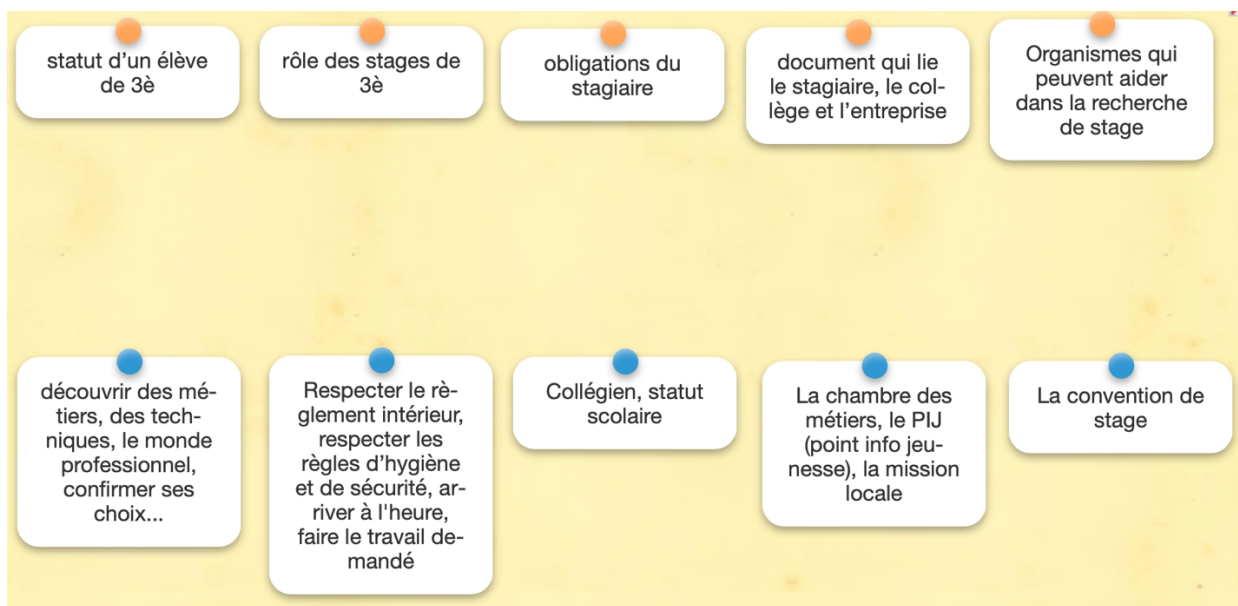 statut d’un élève
de 3è
rôle des stages de
3è
obligations du
stagiaire
document qui lie
le stagiaire, le col-
lège et l’entreprise
Organismes qui
peuvent aider
dans la recherche
de stage
découvrir des mé-
tiers, des tech-
niques, le monde
professionnel,
confirmer ses
choix...
Respecter le rè-
glement intérieur,
respecter les
règles d’hygiène
et de sécurité, ar-
river à l'heure,
faire le travail de-
mandé
Collégien, statut
scolaire
La chambre des
métiers, le PIJ
(point info jeu-
nesse), la mission
locale
La convention de
stage